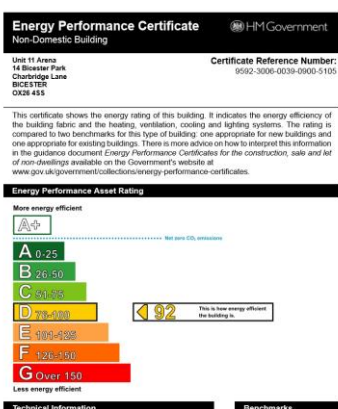 Energy Performance Certificate
HM Government
Non-Domestic Building
Unit 11 Arena
14 Bicester Park
Charbridge Lane
BICESTER
OX26 4SS
Certificate Reference Number:
9592-3006-0039-0900-5105
This certificate shows the energy rating of this building. It indicates the energy efficiency of
the building fabric and the heating, ventilation, cooling and lighting systems. The rating is
compared to two benchmarks for this type of building: one appropriate for new buildings and
one appropriate for existing buildings. There is more advice on how to interpret this information
in the guidance document Energy Performance Certificates for the construction, sale and let
of non-dwellings available on the Government's website at
www.gov.uk/government/collections/energy-performance-certificates.
Energy Performance Asset Rating
More energy efficient
A+
Net zero CO₂ emissions
A 0-25
B 26-50
C 51-75
D 76-100
92
This is how energy efficient
the building is.
E 101-125
F 126-150
G Over 150
Less energy efficient
Technical Information
Benchmarks